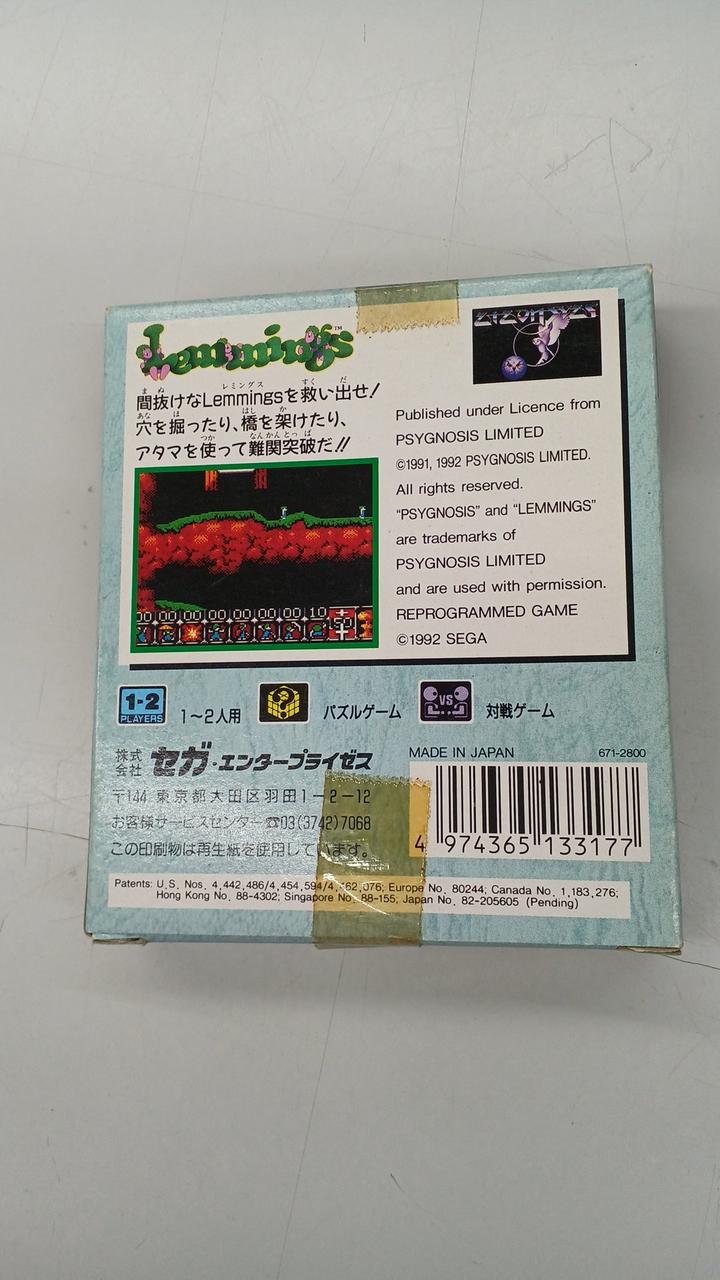 Lemmings™
間抜けなLemmingsを救い出せ!
穴を掘ったり、橋を架けたり、
アタマを使って難関突破だ!!
Published under Licence from
PSYGNOSIS LIMITED
©1991, 1992 PSYGNOSIS LIMITED.
All rights reserved.
“PSYGNOSIS” and “LEMMINGS”
are trademarks of
PSYGNOSIS LIMITED
and are used with permission.
REPROGRAMMED GAME
©1992 SEGA
1-2
PLAYERS
1〜2人用
パズルゲーム
VS
対戦ゲーム
株式会社 セガ・エンタープライゼス
〒144 東京都大田区羽田1-2-12
お客様サービスセンター ☎03(3742)7068
この印刷物は再生紙を使用しています。
MADE IN JAPAN 671-2800
4 974365 133177
Patents: U.S. Nos. 4,442,486/4,454,594/4,462,076; Europe No. 80244; Canada No. 1,183,276;
Hong Kong No. 88-4302; Singapore No. 88-155; Japan No. 82-205605 (Pending)